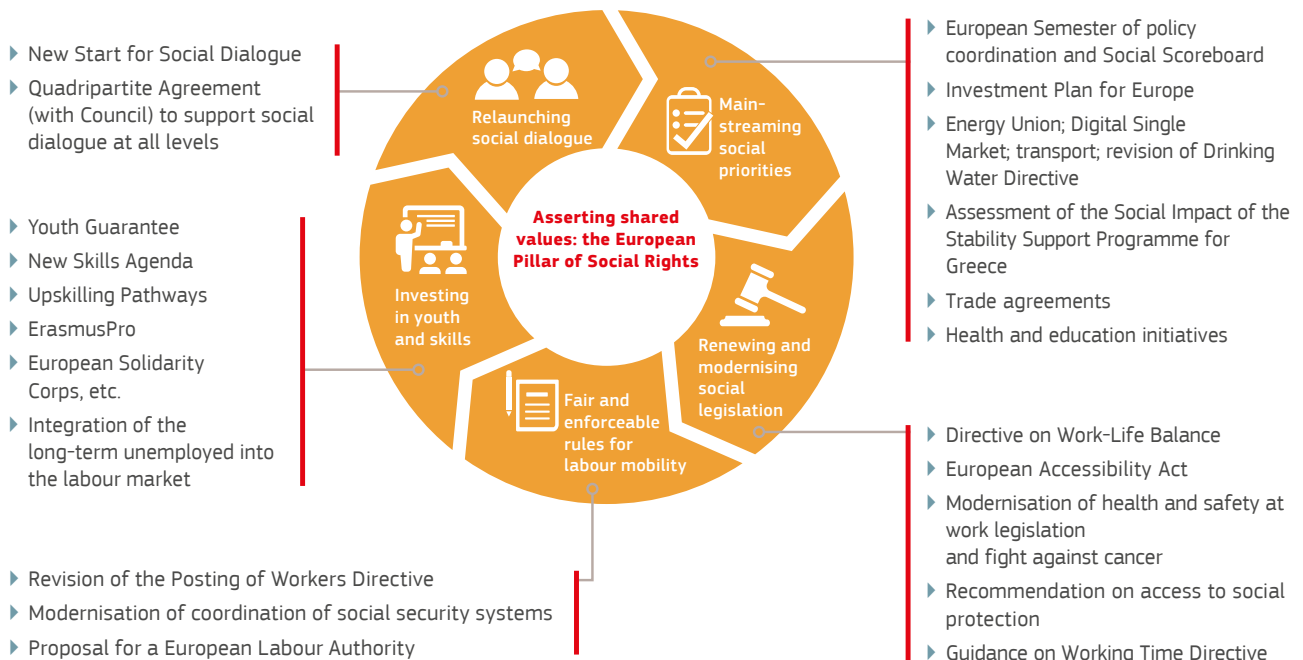 New Start for Social Dialogue
Quadripartite Agreement
(with Council) to support social
dialogue at all levels
Youth Guarantee
New Skills Agenda
Upskilling Pathways
ErasmusPro
European Solidarity
Corps, etc.
Integration of the
long-term unemployed into
the labour market
Revision of the Posting of Workers Directive
Modernisation of coordination of social security systems
Proposal for a European Labour Authority
Relaunching
social dialogue
Main-
streaming
social
priorities
Asserting shared
values: the European
Pillar of Social Rights
Investing
in youth
and skills
Renewing and
modernising
social
legislation
Fair and
enforceable
rules for
labour mobility
European Semester of policy
coordination and Social Scoreboard
Investment Plan for Europe
Energy Union; Digital Single
Market; transport; revision of Drinking
Water Directive
Assessment of the Social Impact of the
Stability Support Programme for
Greece
Trade agreements
Health and education initiatives
Directive on Work-Life Balance
European Accessibility Act
Modernisation of health and safety at
work legislation
and fight against cancer
Recommendation on access to social
protection
Guidance on Working Time Directive